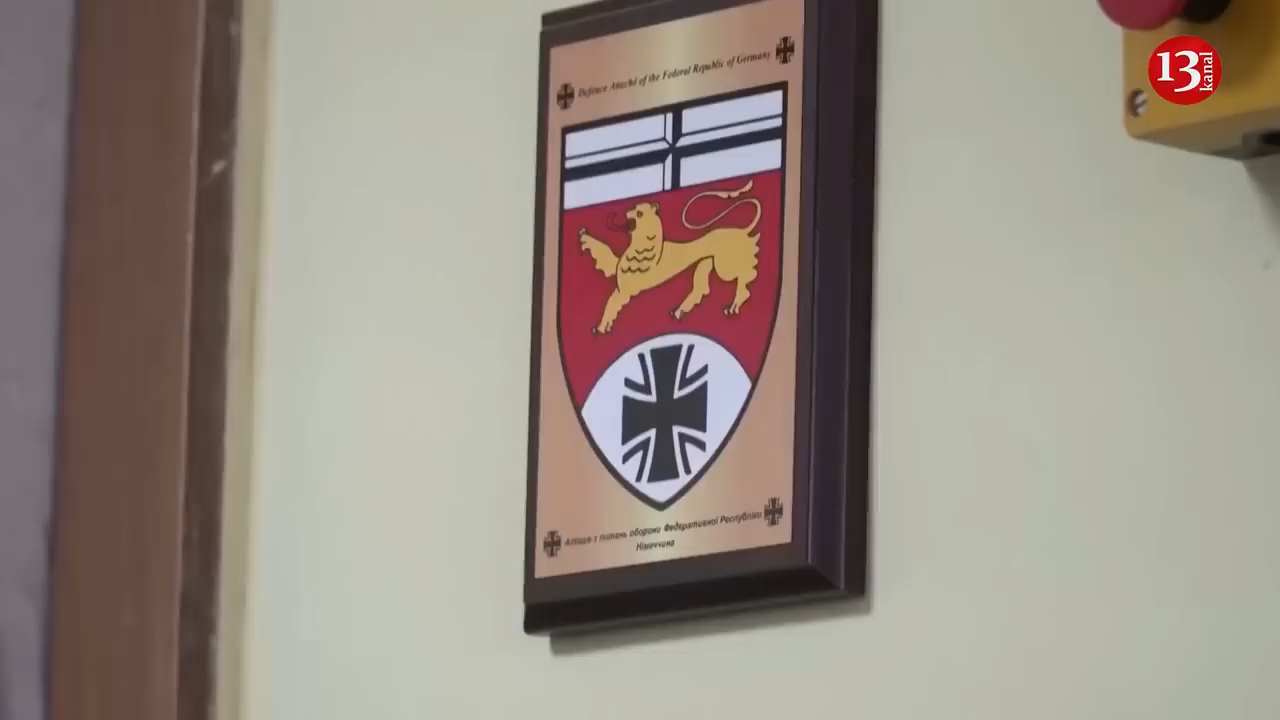 13
kanal
Defence Attaché of the Federal Republic of Germany
Аташе з питань оборони Федеративної Республіки
Німеччина